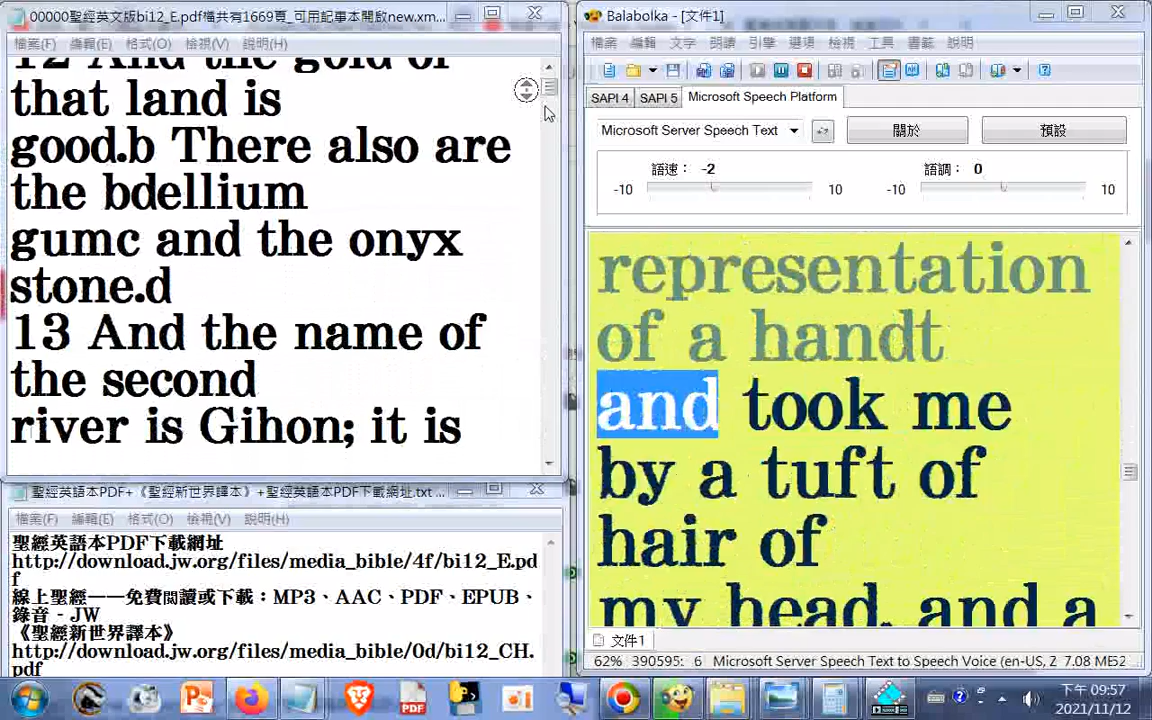 00000聖經英文版bi12_E.pdf檔共有1669頁_可用記事本開啟new.xm...
檔案(F) 編輯(E) 格式(O) 檢視(V) 說明(H)
12 And the gold of
that land is
good.b There also are
the bdellium
gumc and the onyx
stone.d
13 And the name of
the second
river is Gihon; it is
聖經英語本PDF+《聖經新世界譯本》+聖經英語本PDF下載網址.txt ...
檔案(F) 編輯(E) 格式(O) 檢視(V) 說明(H)
聖經英語本PDF下載網址
http://download.jw.org/files/media_bible/4f/bi12_E.pd
f
線上聖經——免費閱讀或下載：MP3、AAC、PDF、EPUB、
錄音 - JW
《聖經新世界譯本》
http://download.jw.org/files/media_bible/0d/bi12_CH.
pdf
Balabolka - [文件1]
檔案 編輯 文字 朗讀 引擎 選項 檢視 工具 書籤 說明
SAPI 4 SAPI 5 Microsoft Speech Platform
Microsoft Server Speech Text 關於 預設
語速： -2 語調： 0
-10 10 -10 10
representation
of a handt
and took me
by a tuft of
hair of
my head, and a
文件1
62% 390595: 6 Microsoft Server Speech Text to Speech Voice (en-US, Z 7.08 ME52
PDF
下午 09:57
2021/11/12